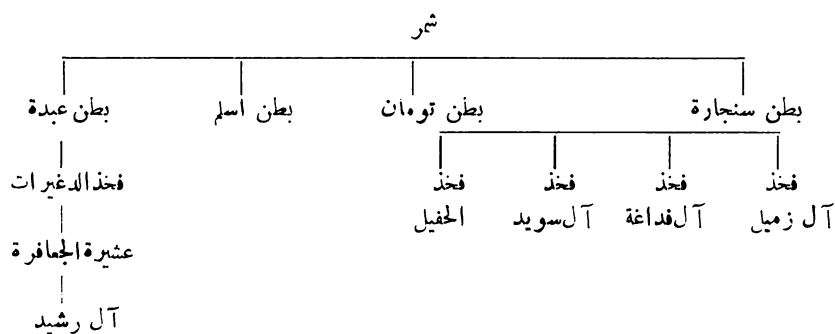 شمر
بطن سنجارة بطن تومان بطن اسلم بطن عبدة
فخذ فخذ فخذ فخذ فخذ الدغيرات
آل زميل آل فداغة آل سويد الحفيل
عشيرة الجعافرة
آل رشيد